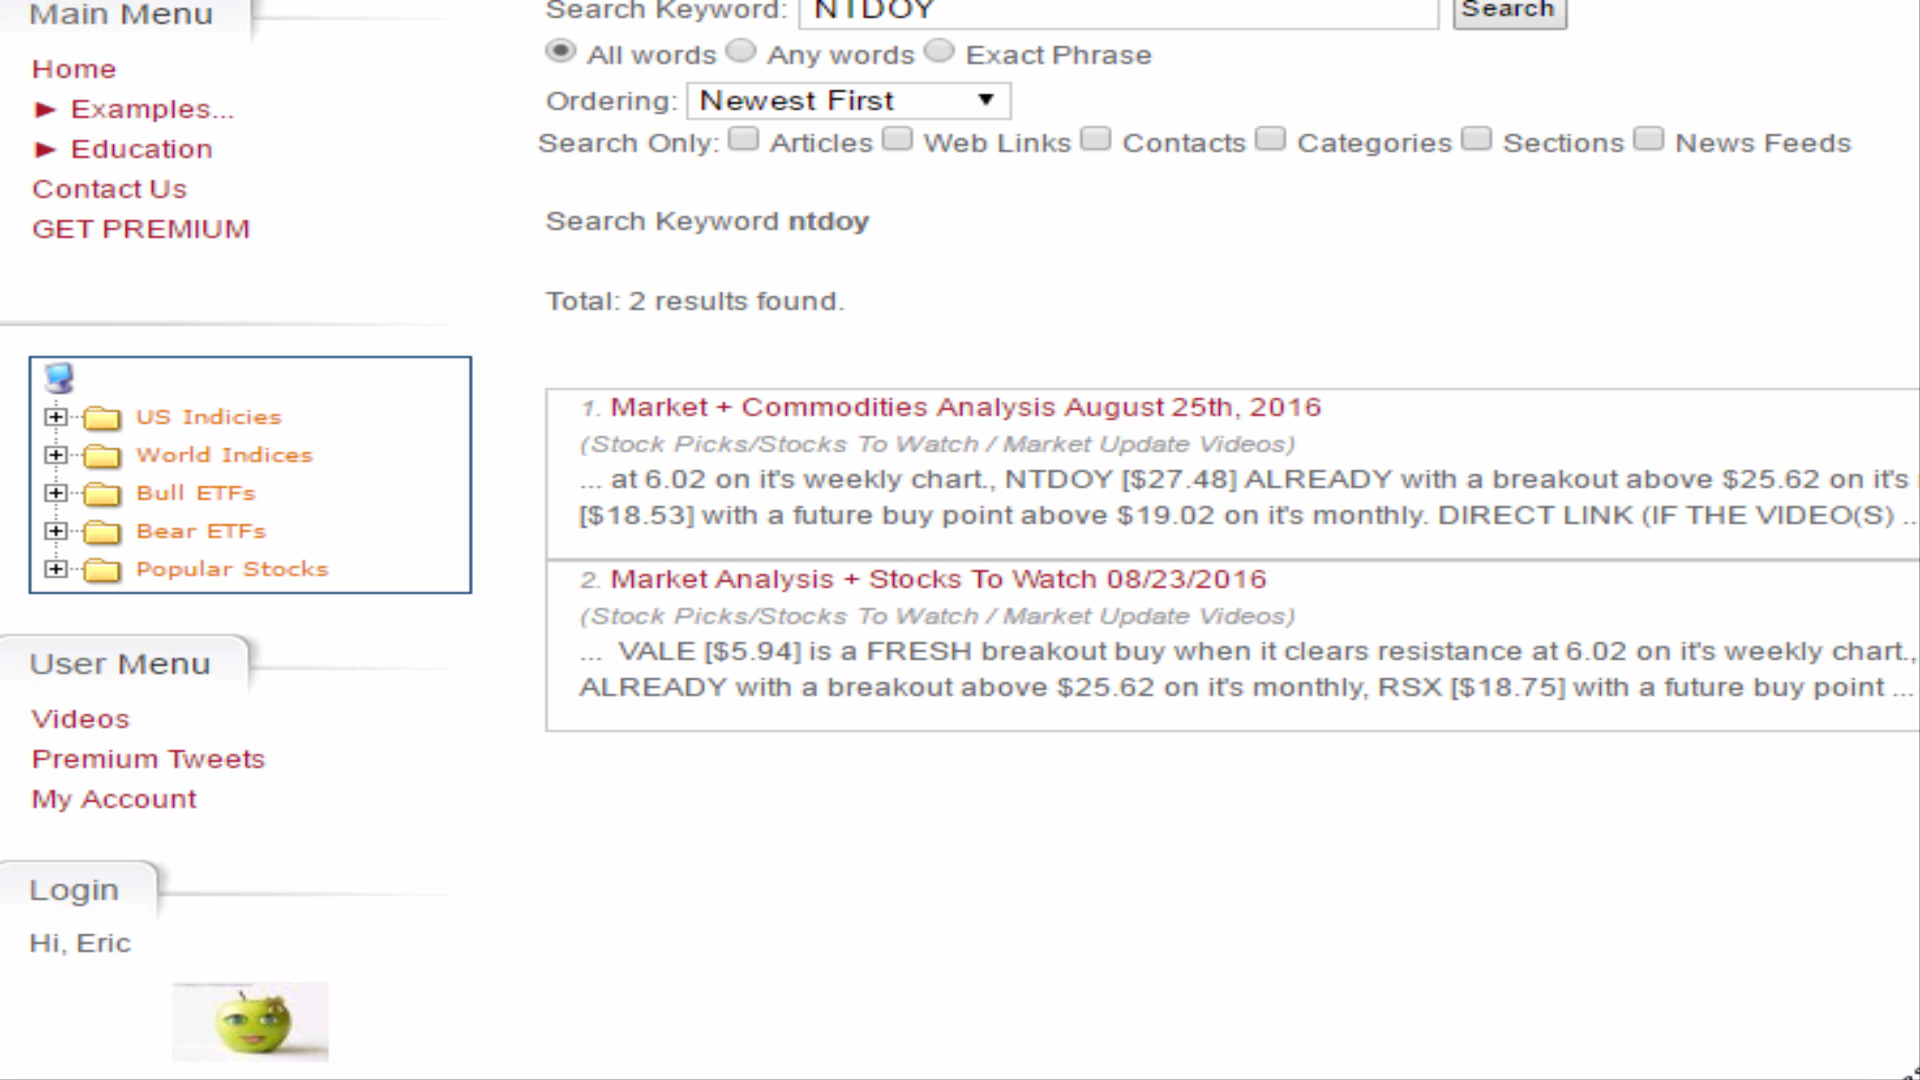 Main Menu
Home
► Examples...
► Education
Contact Us
GET PREMIUM
US Indicies
World Indices
Bull ETFs
Bear ETFs
Popular Stocks
User Menu
Videos
Premium Tweets
My Account
Login
Hi, Eric
Search Keyword: NTDOY Search
All words Any words Exact Phrase
Ordering: Newest First
Search Only: Articles Web Links Contacts Categories Sections News Feeds
Search Keyword ntdoy
Total: 2 results found.
1. Market + Commodities Analysis August 25th, 2016
(Stock Picks/Stocks To Watch / Market Update Videos)
... at 6.02 on it's weekly chart., NTDOY [$27.48] ALREADY with a breakout above $25.62 on it's
[$18.53] with a future buy point above $19.02 on it's monthly. DIRECT LINK (IF THE VIDEO(S) ...
2. Market Analysis + Stocks To Watch 08/23/2016
(Stock Picks/Stocks To Watch / Market Update Videos)
... VALE [$5.94] is a FRESH breakout buy when it clears resistance at 6.02 on it's weekly chart.,
ALREADY with a breakout above $25.62 on it's monthly, RSX [$18.75] with a future buy point ...